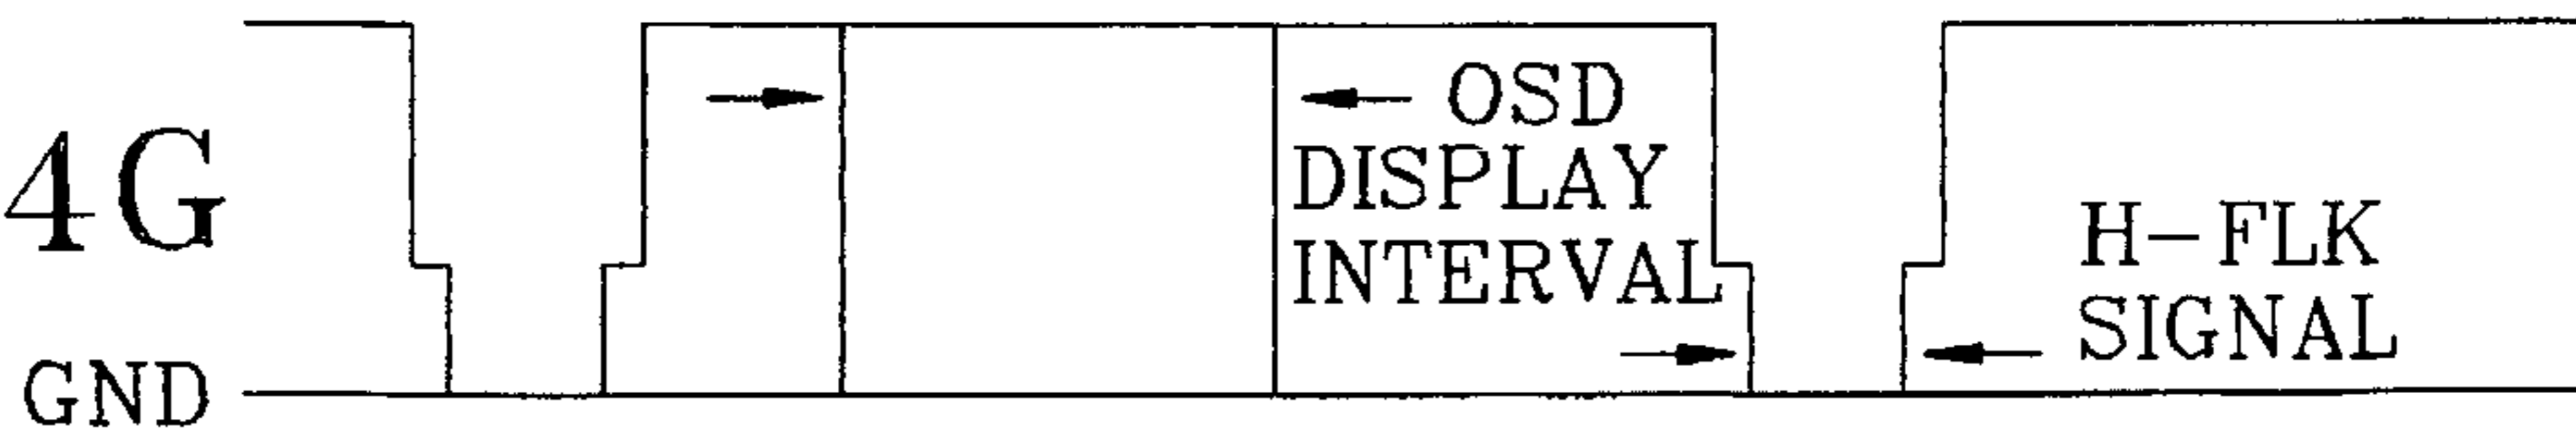 4G
GND
OSD
DISPLAY
INTERVAL
H-FLK
SIGNAL